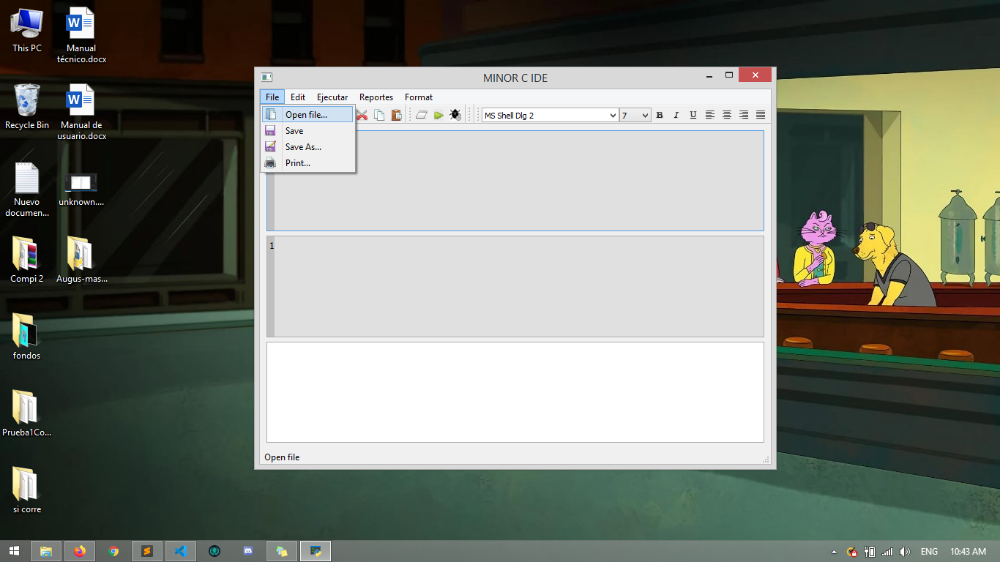 This PC
Manual
técnico.docx
Recycle Bin
Manual de
usuario.docx
Nuevo
documen...
unknown....
Compi 2
Augus-mas...
fondos
Prueba1Co...
si corre
MINOR C IDE
File Edit Ejecutar Reportes Format
Open file...
Save
Save As...
Print...
MS Shell Dlg 2 7 B I U
1
Open file
ENG 10:43 AM